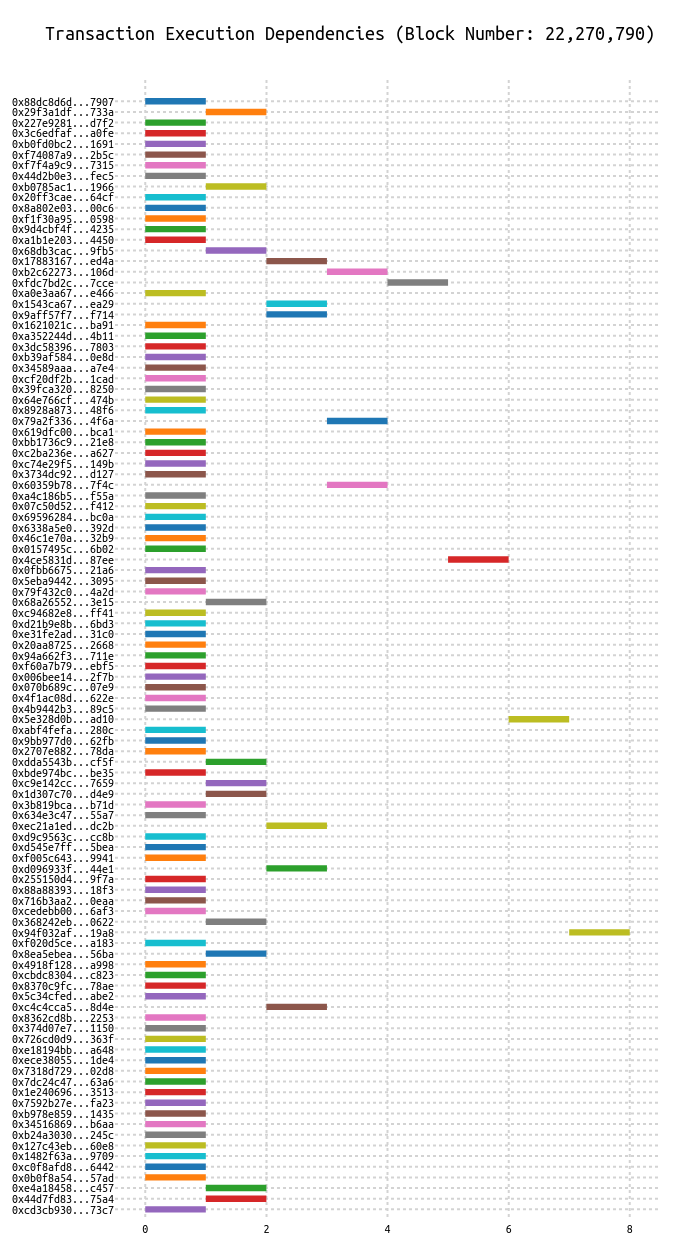 Transaction Execution Dependencies (Block Number: 22,270,790)
0x88dc8d6d...7907
0x29f3a1df...733a
0x227e9281...d7f2
0x3c6edfaf...a0fe
0xb0fd0bc2...1691
0xf74087a9...2b5c
0xf7f4a9c9...7315
0x44d2b0e3...fec5
0xb0785ac1...1966
0x20ff3cae...64cf
0x8a802e03...00c6
0xf1f30a95...0598
0x9d4cbf4f...4235
0xa1b1e203...4450
0x68db3cac...9fb5
0x17883167...ed4a
0xb2c62273...106d
0xfdc7bd2c...7cce
0xa0e3aa67...e466
0x1543ca67...ea29
0x9aff57f7...f714
0x1621021c...ba91
0xa352244d...4b11
0x3dc58396...7803
0xb39af584...0e8d
0x34589aaa...a7e4
0xcf20df2b...1cad
0x39fca320...8250
0x64e766cf...474b
0x8928a873...48f6
0x79a2f336...4f6a
0x619dfc00...bca1
0xbb1736c9...21e8
0xc2ba236e...a627
0xc74e29f5...149b
0x3734dc92...d127
0x60359b78...7f4c
0xa4c186b5...f55a
0x07c50d52...f412
0x69596284...bc0a
0x6338a5e0...392d
0x46c1e70a...32b9
0x0157495c...6b02
0x4ce5831d...87ee
0x0fbb6675...21a6
0x5eba9442...3095
0x79f432c0...4a2d
0x68a26552...3e15
0xc94682e8...ff41
0xd21b9e8b...6bd3
0xe31fe2ad...31c0
0x20aa8725...2668
0x94a662f3...711e
0xf60a7b79...ebf5
0x006bee14...2f7b
0x070b689c...07e9
0x4f1ac08d...622e
0x4b9442b3...89c5
0x5e328d0b...ad10
0xabf4fefa...280c
0x9bb977d0...62fb
0x2707e882...78da
0xdda5543b...cf5f
0xbde974bc...be35
0xc9e142cc...7659
0x1d307c70...d4e9
0x3b819bca...b71d
0x634e3c47...55a7
0xec21a1ed...dc2b
0xd9c9563c...cc8b
0xd545e7ff...5bea
0xf005c643...9941
0xd096933f...44e1
0x255150d4...9f7a
0x88a88393...18f3
0x716b3aa2...0eaa
0xcedebb00...6af3
0x368242eb...0622
0x94f032af...19a8
0xf020d5ce...a183
0x8ea5ebea...56ba
0x4918f128...a998
0xcbdc8304...c823
0x8370c9fc...78ae
0x5c34cfed...abe2
0xc4c4cca5...8d4e
0x8362cd8b...2253
0x374d07e7...1150
0x726cd0d9...363f
0xe18194bb...a648
0xece38055...1de4
0x7318d729...02d8
0x7dc24c47...63a6
0x1e240696...3513
0x7592b27e...fa23
0xb978e859...1435
0x34516869...b6aa
0xb24a3030...245c
0x127c43eb...60e8
0x1482f63a...9709
0xc0f8afd8...6442
0x0b0f8a54...57ad
0xe4a18458...c457
0x44d7fd83...75a4
0xcd3cb930...73c7
0 2 4 6 8